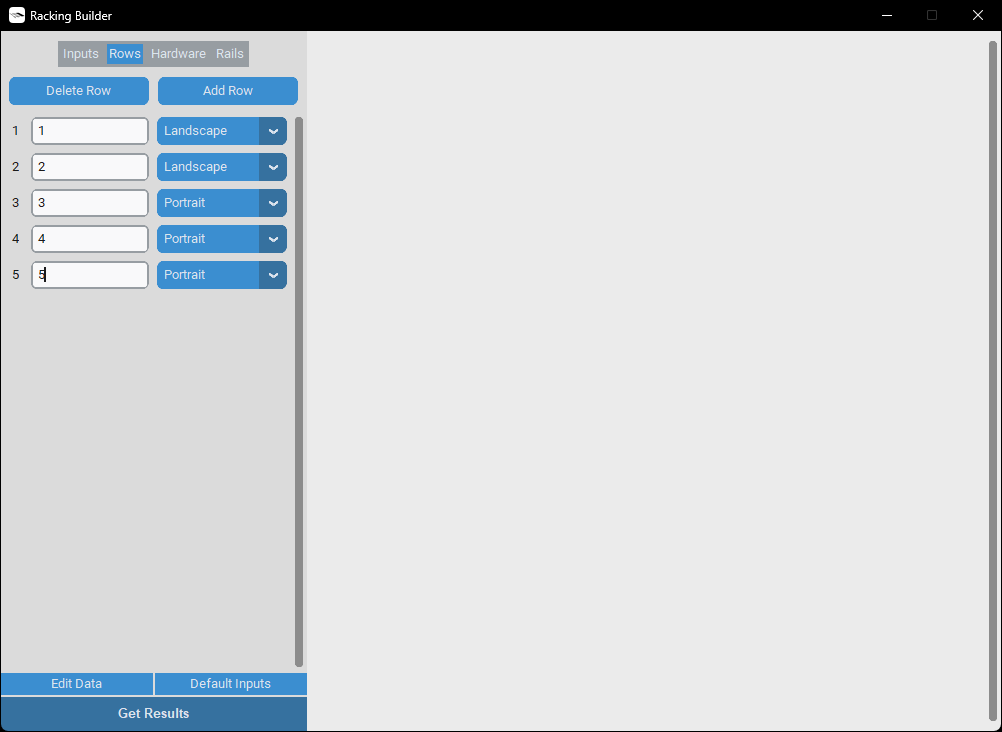 Racking Builder
Inputs Rows Hardware Rails
Delete Row Add Row
1 1 Landscape
2 2 Landscape
3 3 Portrait
4 4 Portrait
5 5 Portrait
Edit Data Default Inputs
Get Results